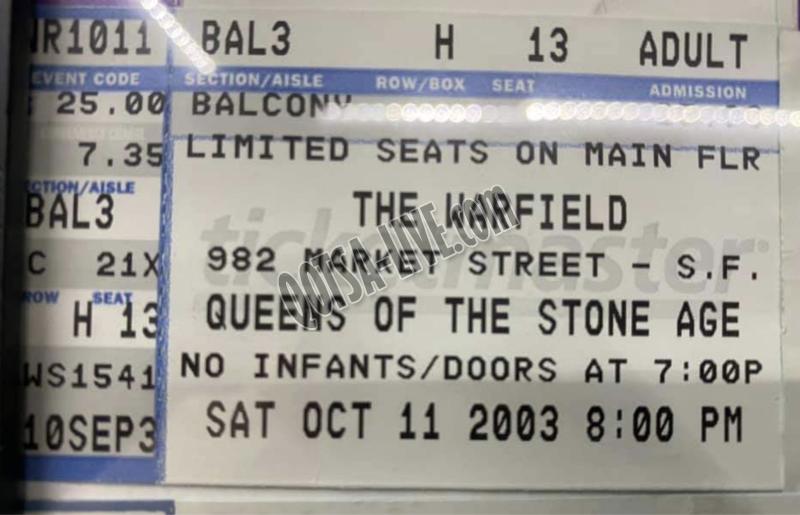 WR1011 BAL3 H 13 ADULT
EVENT CODE SECTION/AISLE ROW/BOX SEAT ADMISSION
25.00 BALCONY
7.35 LIMITED SEATS ON MAIN FLR
CTION/AISLE
BAL3 THE WARFIELD
ticketmaster
C 21X 982 MARKET STREET - S.F.
QOTSA-LIVE.com
ROW SEAT
H 13 QUEENS OF THE STONE AGE
WS1541 NO INFANTS/DOORS AT 7:00P
10SEP3 SAT OCT 11 2003 8:00 PM